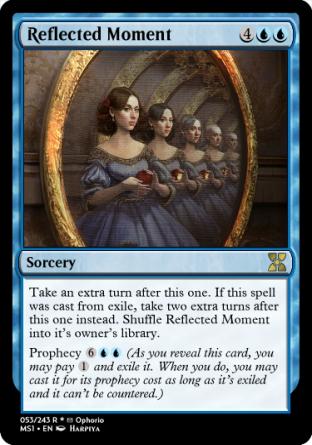 Reflected Moment 4
Sorcery
Take an extra turn after this one. If this spell
was cast from exile, take two extra turns after
this one instead. Shuffle Reflected Moment
into it's owner's library.
Prophecy 6 (As you reveal this card, you
may pay 1 and exile it. When you do, you may
cast it for its prophecy cost as long as it's exiled
and it can't be countered.)
053/243 R * Ophorio
MS1 • EN HARPIYA